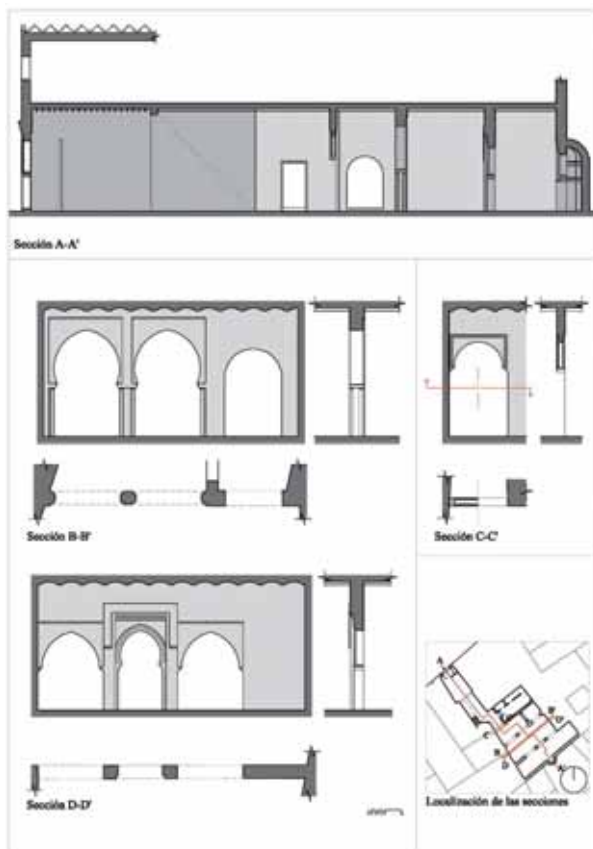 Sección A-A'
Sección B-B'
Sección C-C'
Sección D-D'
Localización de las secciones